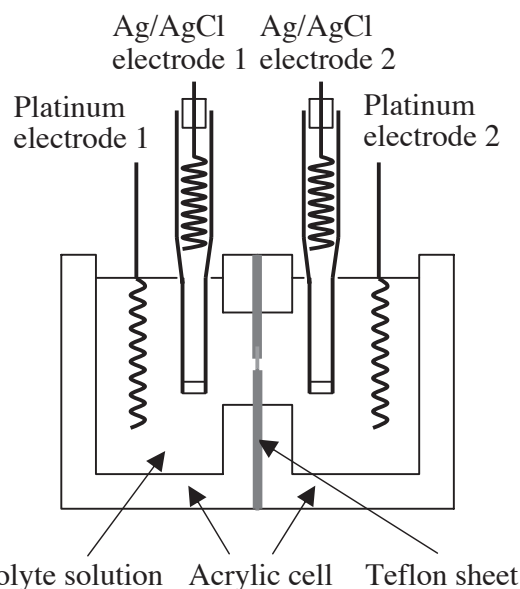 Ag/AgCl
electrode 1
Ag/AgCl
electrode 2
Platinum
electrode 1
Platinum
electrode 2
olyte solution
Acrylic cell
Teflon sheet